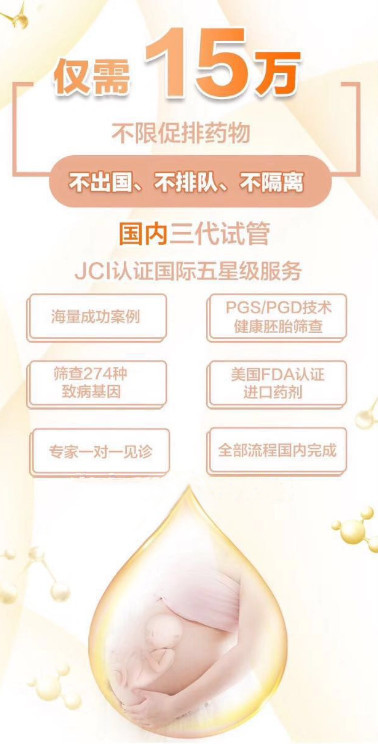 仅需15万
不限促排药物
不出国、不排队、不隔离
国内三代试管
JCI认证国际五星级服务
海量成功案例
PGS/PGD技术
健康胚胎筛查
筛查274种
致病基因
美国FDA认证
进口药剂
专家一对一见诊
全部流程国内完成